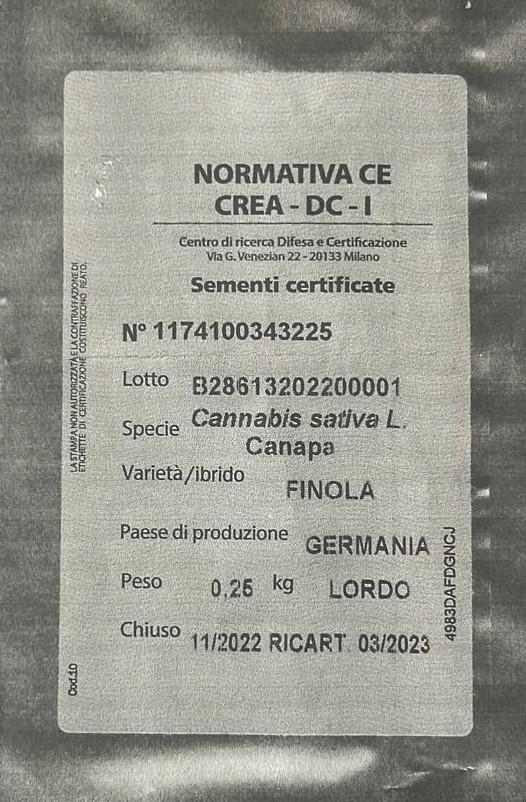 NORMATIVA CE
CREA - DC - I
Centro di ricerca Difesa e Certificazione
Via G. Venezian 22 - 20133 Milano
Sementi certificate
N° 1174100343225
Lotto B28613202200001
Specie Cannabis sativa L.
Canapa
Varietà/ibrido
FINOLA
Paese di produzione GERMANIA
Peso 0,25 kg LORDO
Chiuso 11/2022 RICART 03/2023
LA STAMPA NON AUTORIZZATA E LA CONTRAFFAZIONE DI
ETICHETTE DI CERTIFICAZIONE COSTITUISCONO REATO.
Cod.10
4983DAFDGNCJ